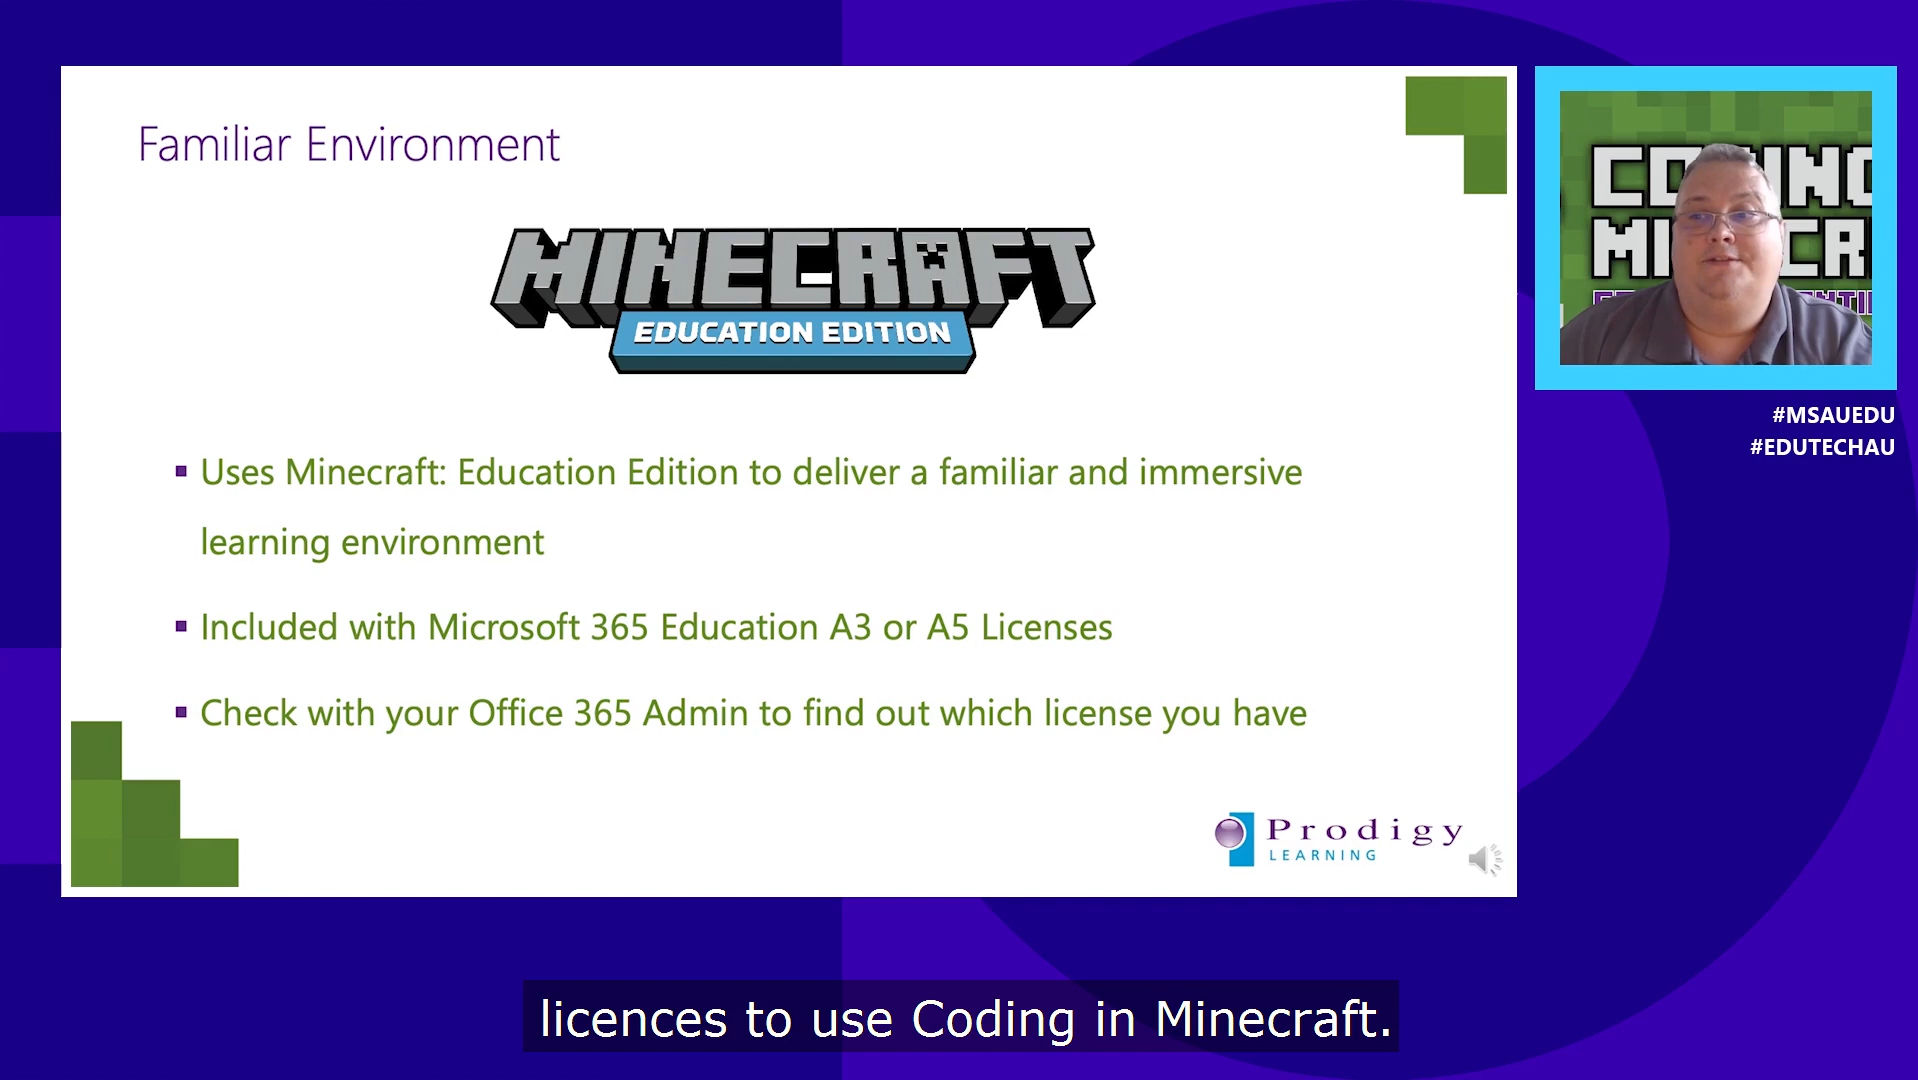 Familiar Environment
MINECRAFT
EDUCATION EDITION
Uses Minecraft: Education Edition to deliver a familiar and immersive
learning environment
Included with Microsoft 365 Education A3 or A5 Licenses
Check with your Office 365 Admin to find out which license you have
Prodigy
LEARNING
#MSAUEDU
#EDUTECHAU
licences to use Coding in Minecraft.